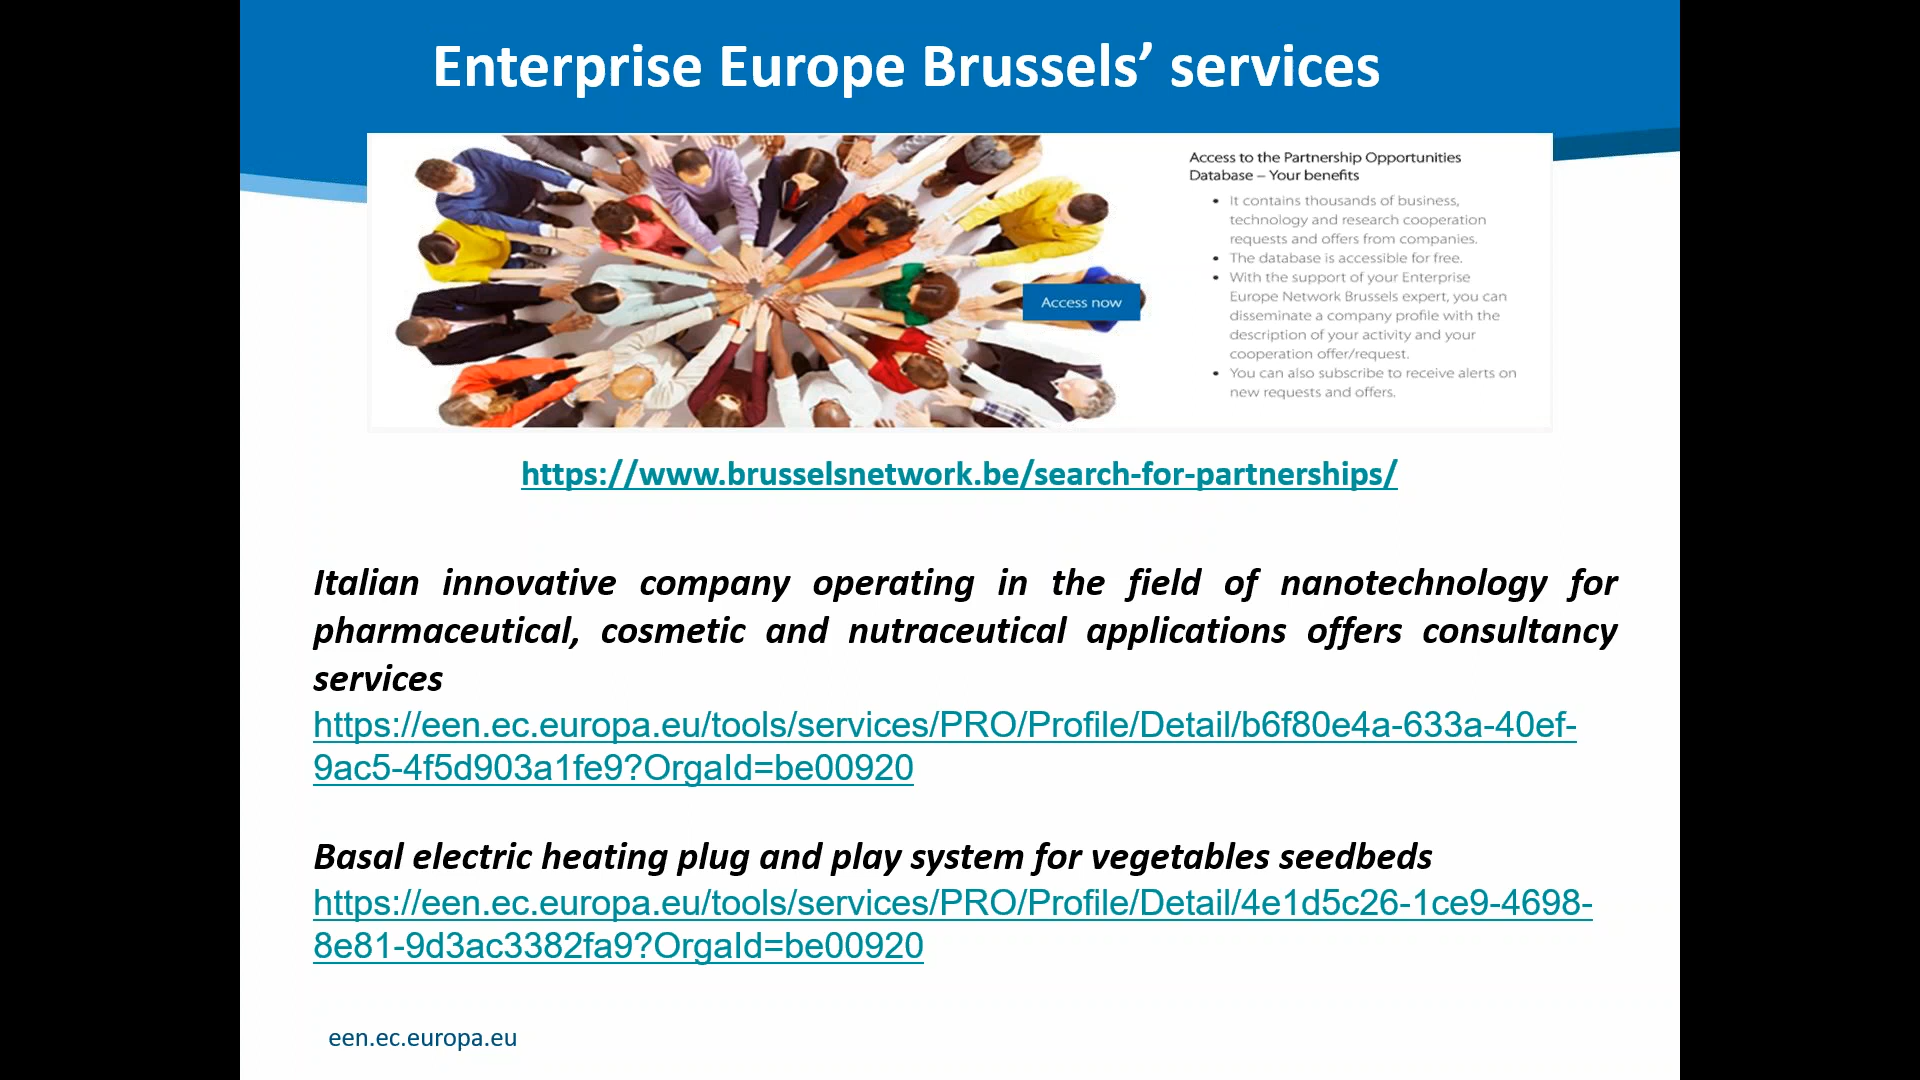 Enterprise Europe Brussels’ services
Access to the Partnership Opportunities
Database – Your benefits
• It contains thousands of business,
technology and research cooperation
requests and offers from companies.
• The database is accessible for free.
• With the support of your Enterprise
Europe Network Brussels expert, you can
disseminate a company profile with the
description of your activity and your
cooperation offer/request.
• You can also subscribe to receive alerts on
new requests and offers.
Access now
https://www.brusselsnetwork.be/search-for-partnerships/
Italian innovative company operating in the field of nanotechnology for
pharmaceutical, cosmetic and nutraceutical applications offers consultancy
services
https://een.ec.europa.eu/tools/services/PRO/Profile/Detail/b6f80e4a-633a-40ef-
9ac5-4f5d903a1fe9?OrgaId=be00920
Basal electric heating plug and play system for vegetables seedbeds
https://een.ec.europa.eu/tools/services/PRO/Profile/Detail/4e1d5c26-1ce9-4698-
8e81-9d3ac3382fa9?OrgaId=be00920
een.ec.europa.eu